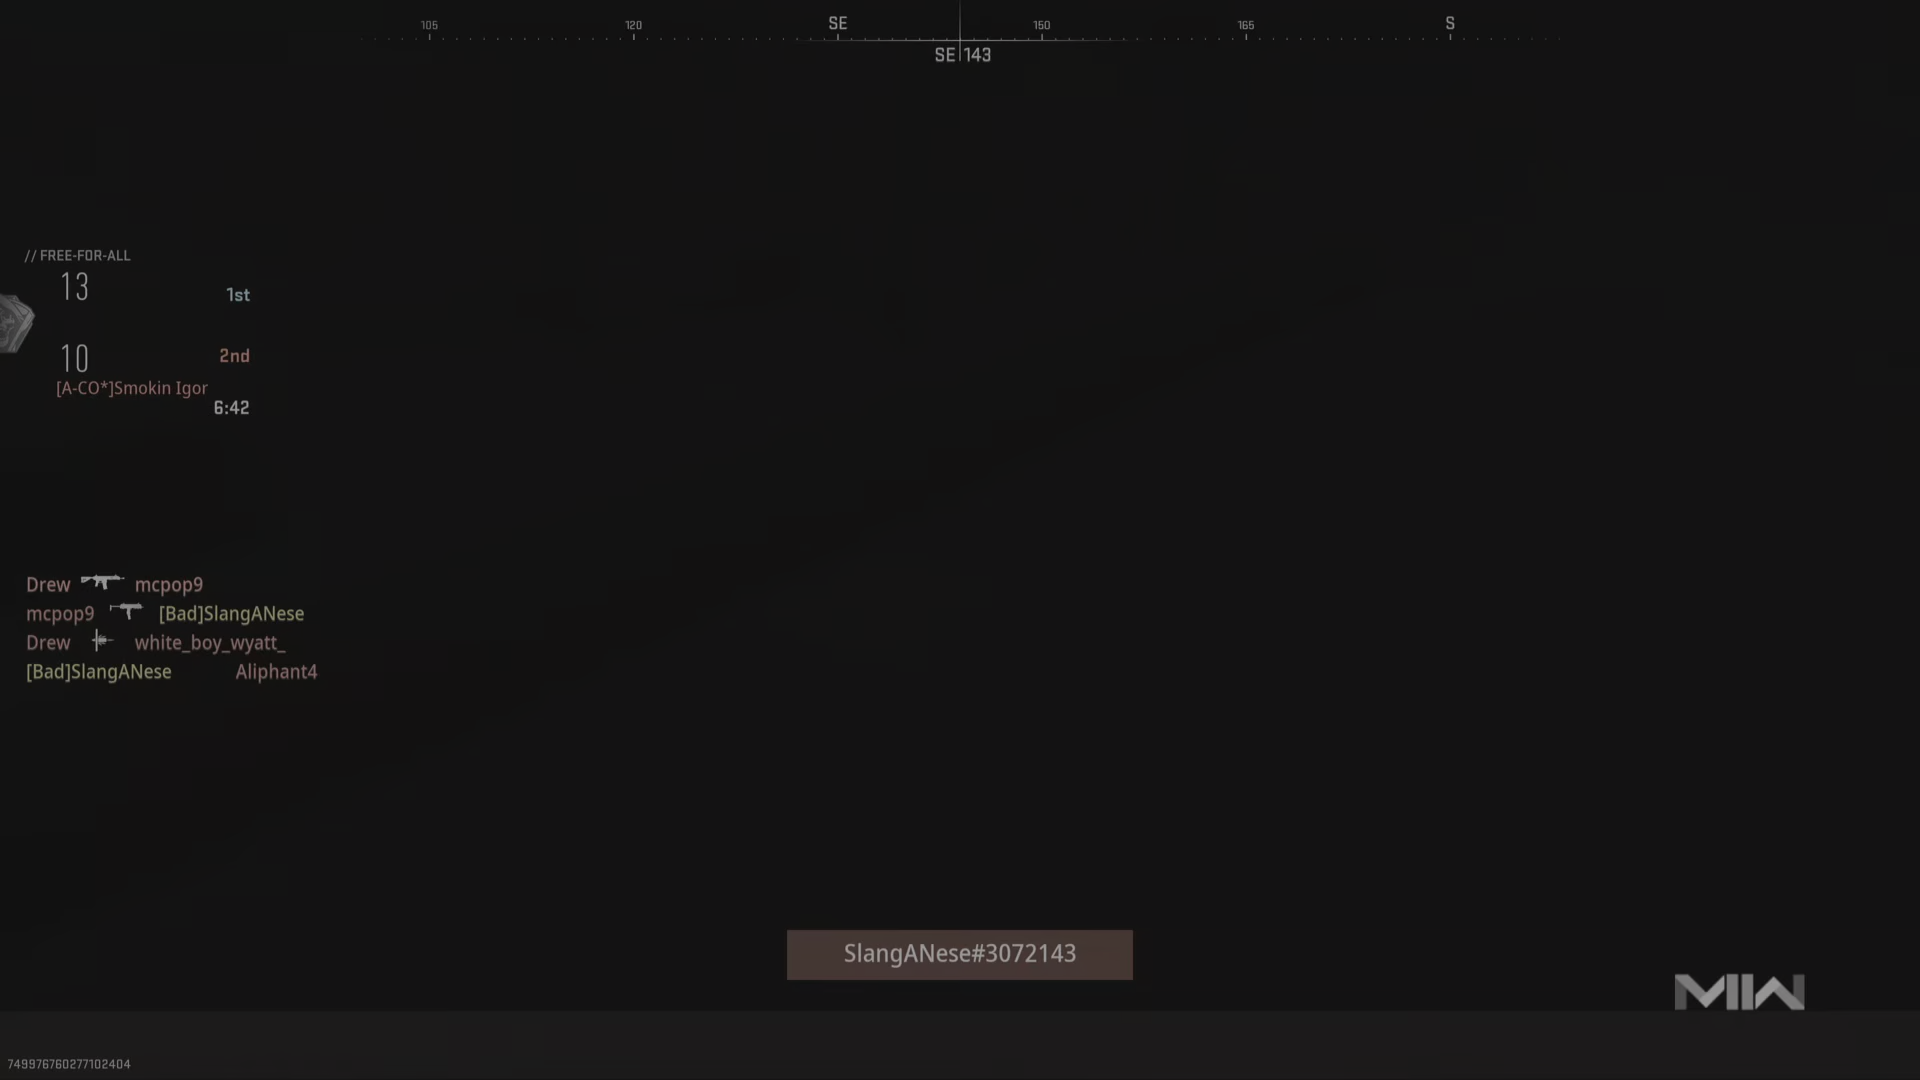 105 120 SE 150 165 S
SE 143
// FREE-FOR-ALL
13 1st
10 2nd
[A-CO*]Smokin Igor
6:42
Drew mcpop9
mcpop9 [Bad]SlangANese
Drew white_boy_wyatt_
[Bad]SlangANese Aliphant4
SlangANese#3072143
MW
749976760277102404